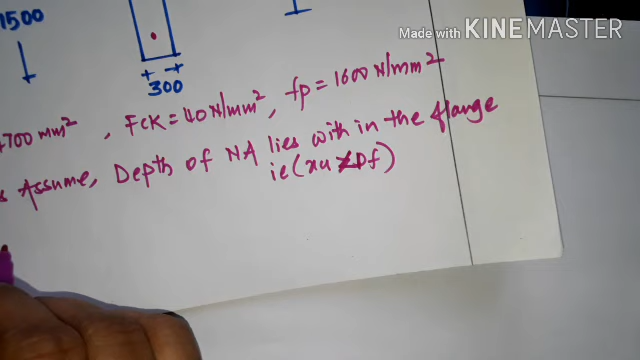 Made with KINEMASTER
1500
300
4700 mm², Fck = 40 N/mm², fp = 1600 N/mm²
Assume, Depth of NA lies with in the flange
ie (xu < Df)